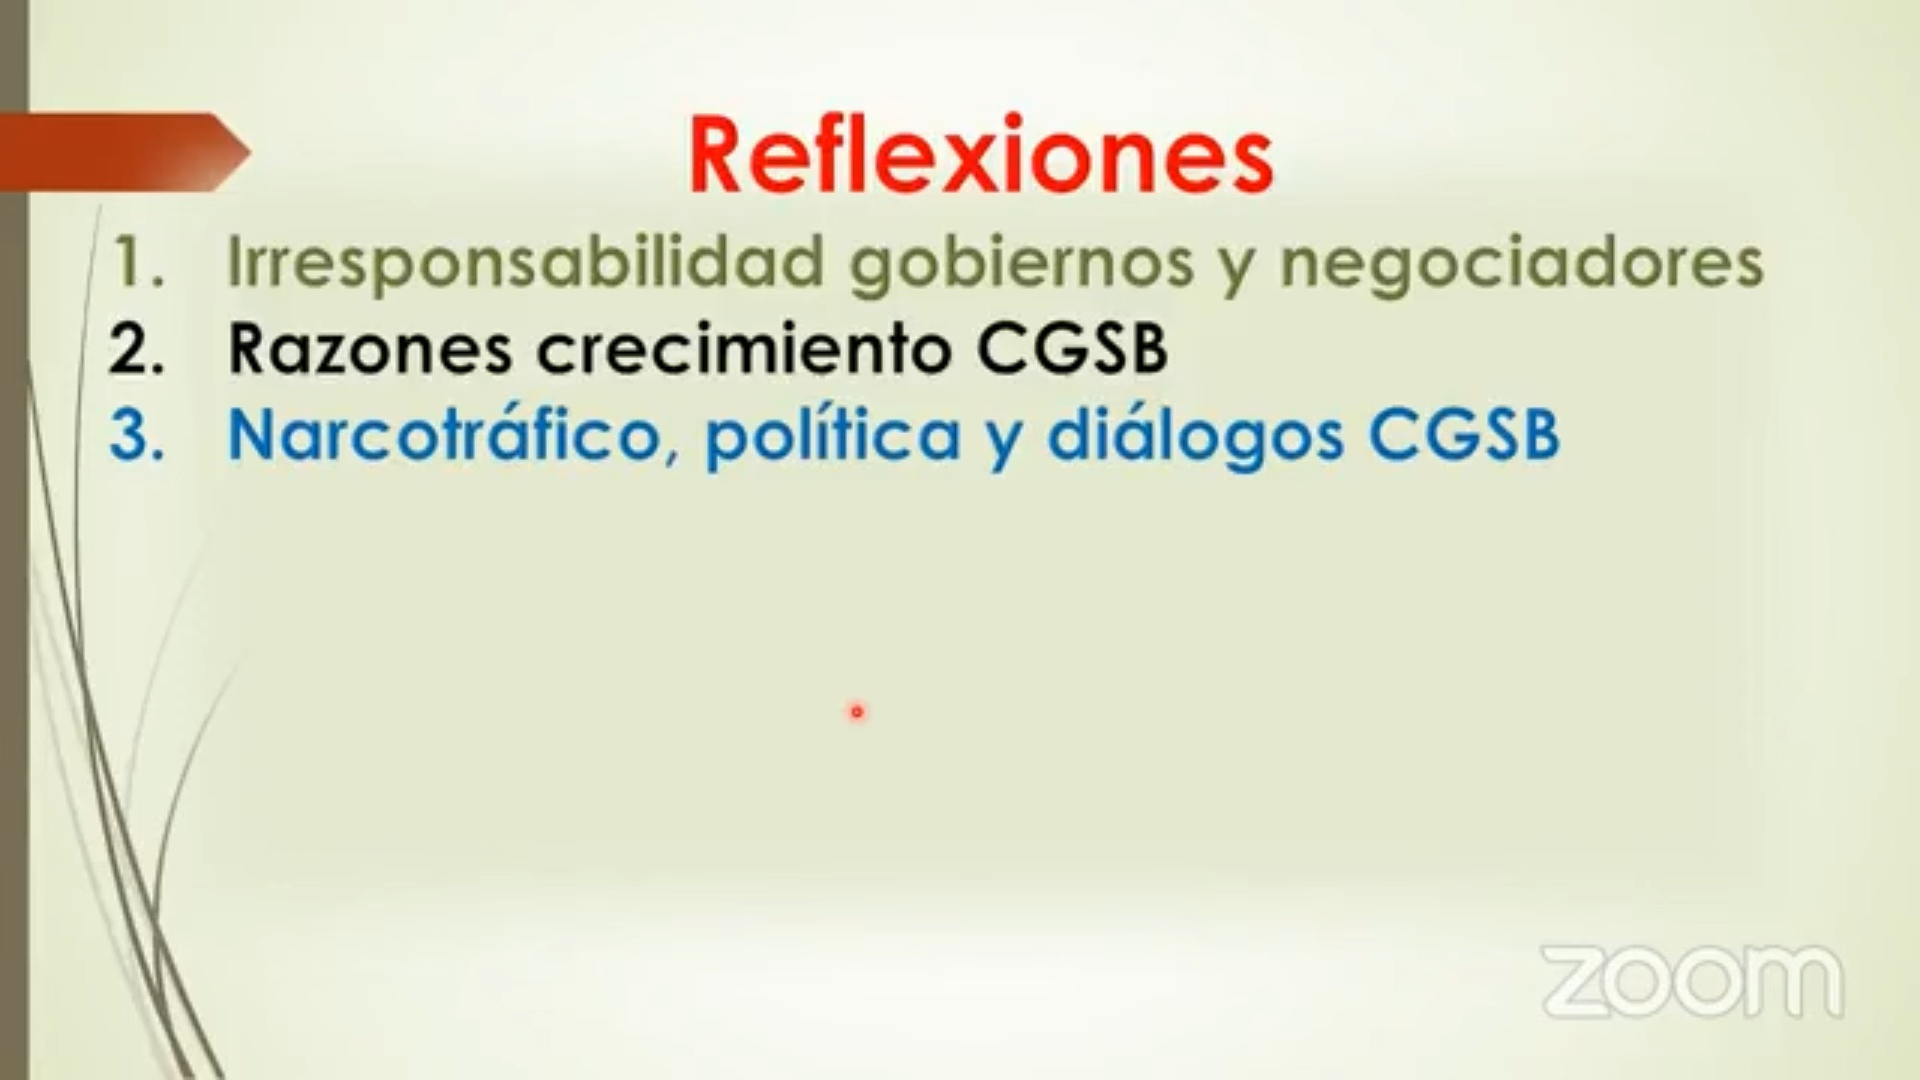 Reflexiones
1. Irresponsabilidad gobiernos y negociadores
2. Razones crecimiento CGSB
3. Narcotráfico, política y diálogos CGSB
zoom